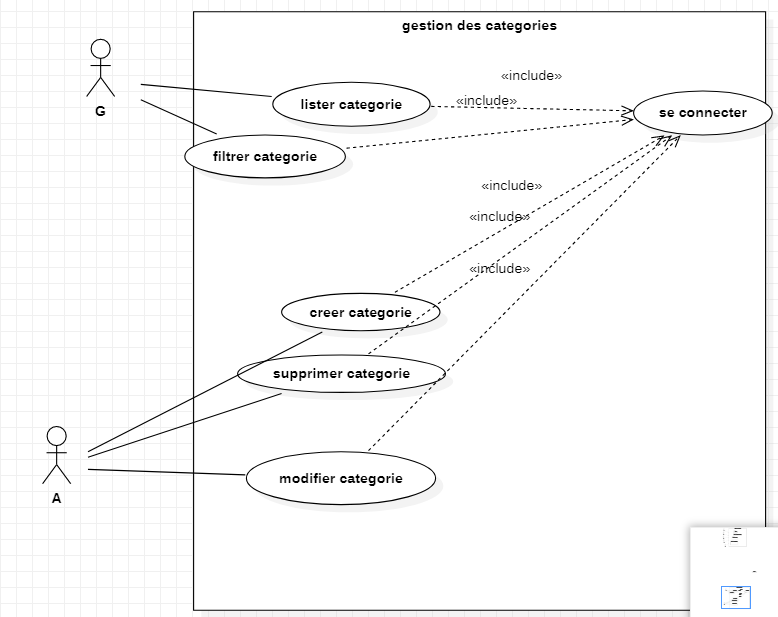 gestion des categories
«include»
lister categorie
«include»
se connecter
G
filtrer categorie
«include»
«include»
«include»
creer categorie
supprimer categorie
modifier categorie
A